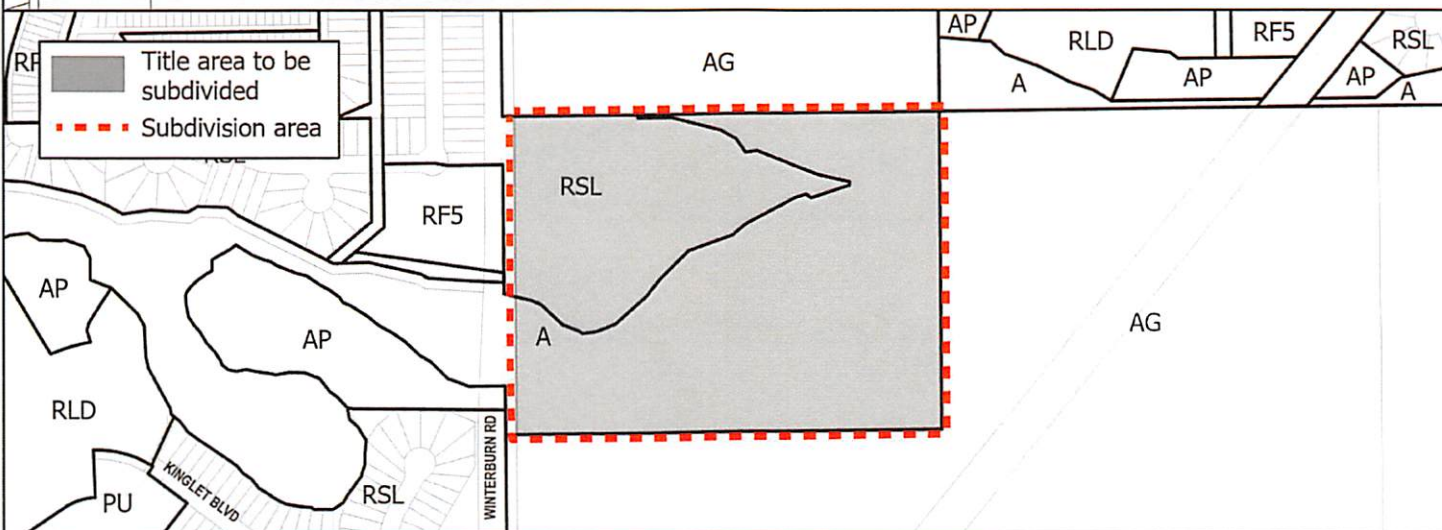 AP
RLD
RF5
RSL
AG
A
AP
AP
A
RF
Title area to be
subdivided
Subdivision area
RSL
RF5
AP
AP
RLD
PU
KINGLET BLVD
RSL
WINTERBURN RD
A
AG